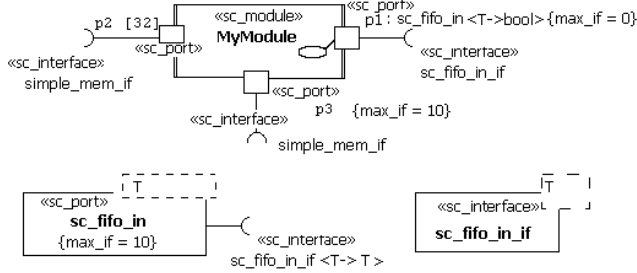 p2 [32]
«sc_module»
MyModule
«sc_port»
p1: sc_fifo_in <T->bool> {max_if = 0}
«sc_port»
«sc_interface»
sc_fifo_in_if
«sc_interface»
simple_mem_if
«sc_port»
p3 {max_if = 10}
«sc_interface»
simple_mem_if
T
«sc_port»
sc_fifo_in
{max_if = 10}
«sc_interface»
sc_fifo_in_if <T-> T >
T
«sc_interface»
sc_fifo_in_if